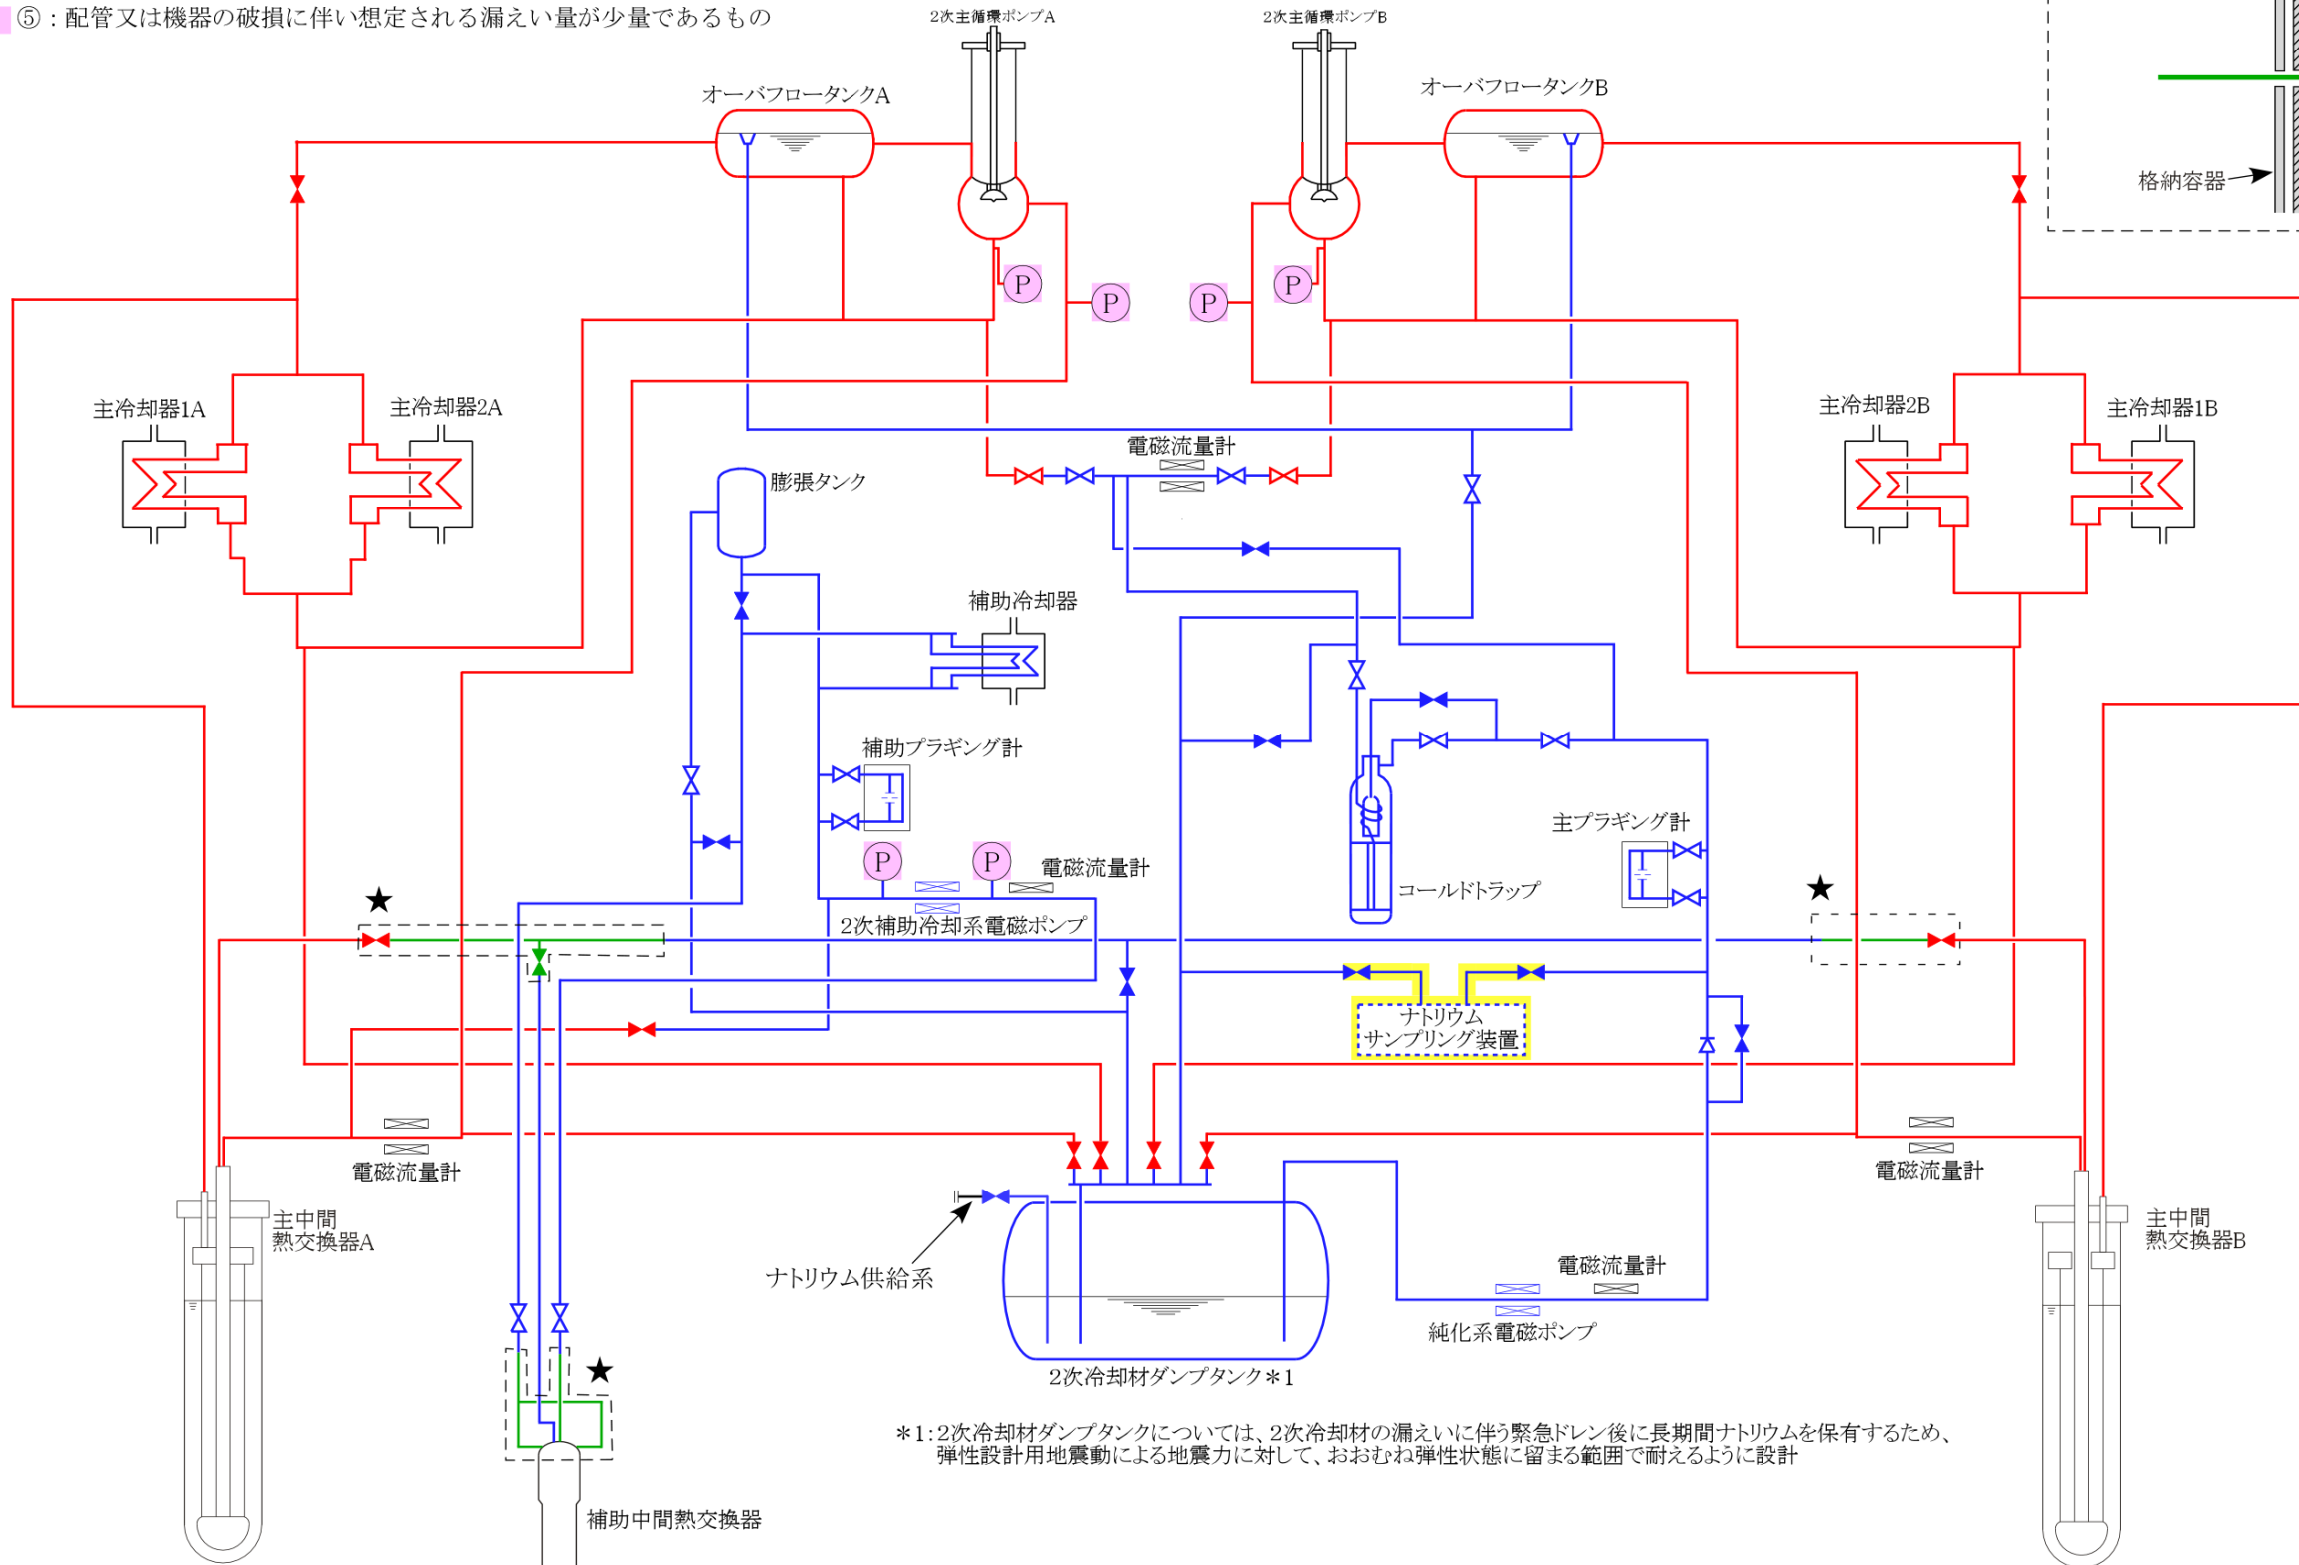 ⑤：配管又は機器の破損に伴い想定される漏えい量が少量であるもの
2次主循環ポンプA
2次主循環ポンプB
オーバフロータンクA
オーバフロータンクB
格納容器
P
P
P
P
主冷却器1A
主冷却器2A
主冷却器2B
主冷却器1B
電磁流量計
膨張タンク
補助冷却器
補助プラギング計
主プラギング計
P
P
電磁流量計
コールドトラップ
★
★
2次補助冷却系電磁ポンプ
ナトリウム
サンプリング装置
電磁流量計
電磁流量計
主中間
熱交換器A
主中間
熱交換器B
ナトリウム供給系
電磁流量計
純化系電磁ポンプ
★
2次冷却材ダンプタンク＊1
＊1：2次冷却材ダンプタンクについては、2次冷却材の漏えいに伴う緊急ドレン後に長期間ナトリウムを保有するため、
弾性設計用地震動による地震力に対して、おおむね弾性状態に留まる範囲で耐えるように設計
補助中間熱交換器